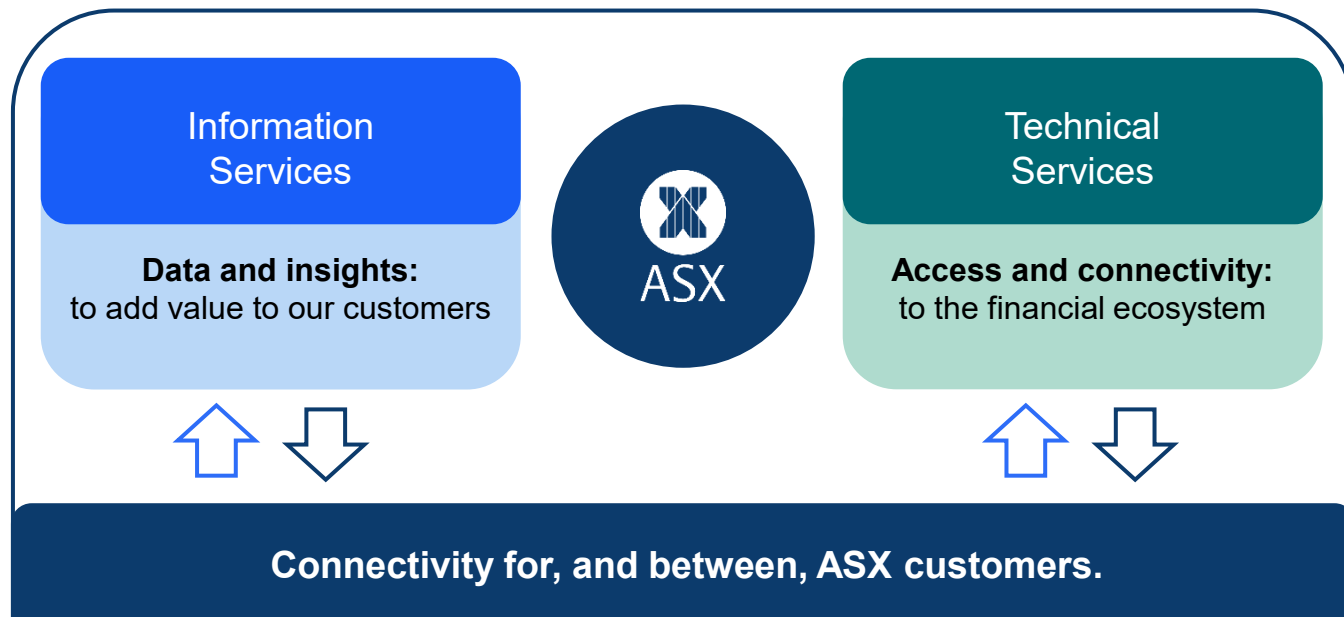 Information
Services
Data and insights:
to add value to our customers
ASX
Technical
Services
Access and connectivity:
to the financial ecosystem
Connectivity for, and between, ASX customers.